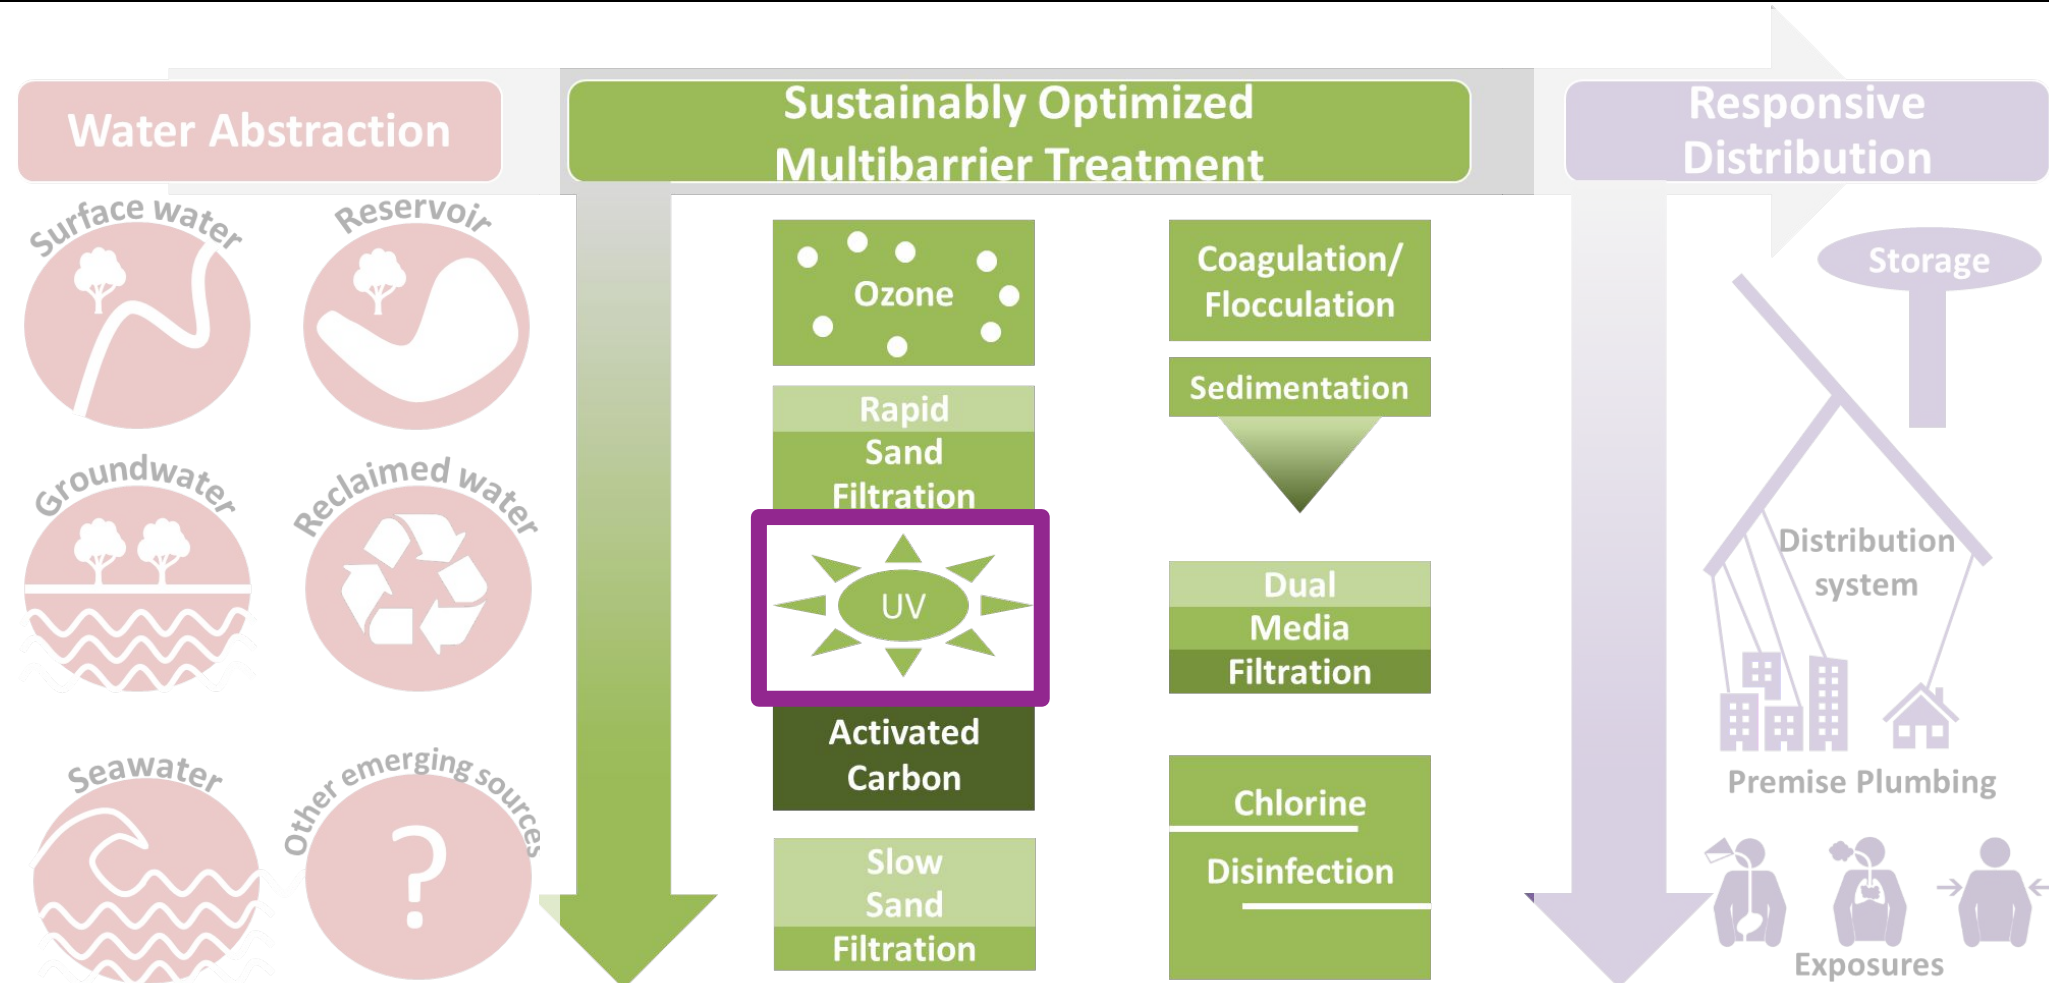 Water Abstraction
Surface water
Reservoir
Groundwater
Reclaimed water
Seawater
Other emerging sources
?
Sustainably Optimized
Multibarrier Treatment
Ozone
Rapid
Sand
Filtration
UV
Activated
Carbon
Slow
Sand
Filtration
Coagulation/
Flocculation
Sedimentation
Dual
Media
Filtration
Chlorine
Disinfection
Responsive
Distribution
Storage
Distribution
system
Premise Plumbing
Exposures